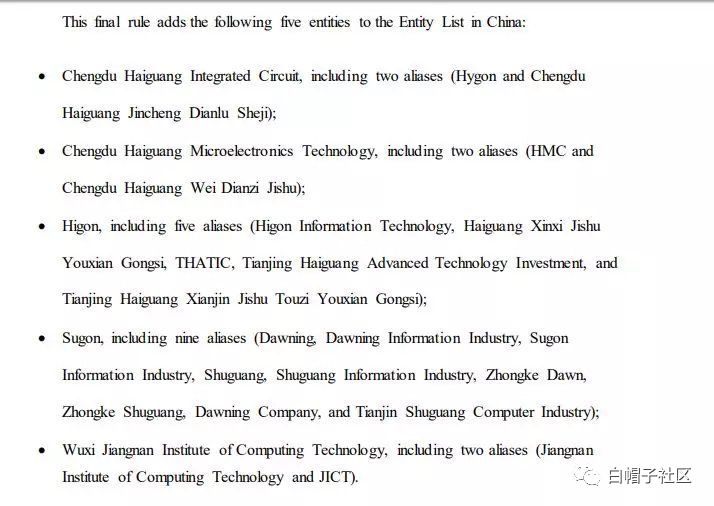 This final rule adds the following five entities to the Entity List in China:
• Chengdu Haiguang Integrated Circuit, including two aliases (Hygon and Chengdu
Haiguang Jincheng Dianlu Sheji);
• Chengdu Haiguang Microelectronics Technology, including two aliases (HMC and
Chengdu Haiguang Wei Dianzi Jishu);
• Higon, including five aliases (Higon Information Technology, Haiguang Xinxi Jishu
Youxian Gongsi, THATIC, Tianjing Haiguang Advanced Technology Investment, and
Tianjing Haiguang Xianjin Jishu Touzi Youxian Gongsi);
• Sugon, including nine aliases (Dawning, Dawning Information Industry, Sugon
Information Industry, Shuguang, Shuguang Information Industry, Zhongke Dawn,
Zhongke Shuguang, Dawning Company, and Tianjin Shuguang Computer Industry);
• Wuxi Jiangnan Institute of Computing Technology, including two aliases (Jiangnan
Institute of Computing Technology and JICT).
白帽子社区